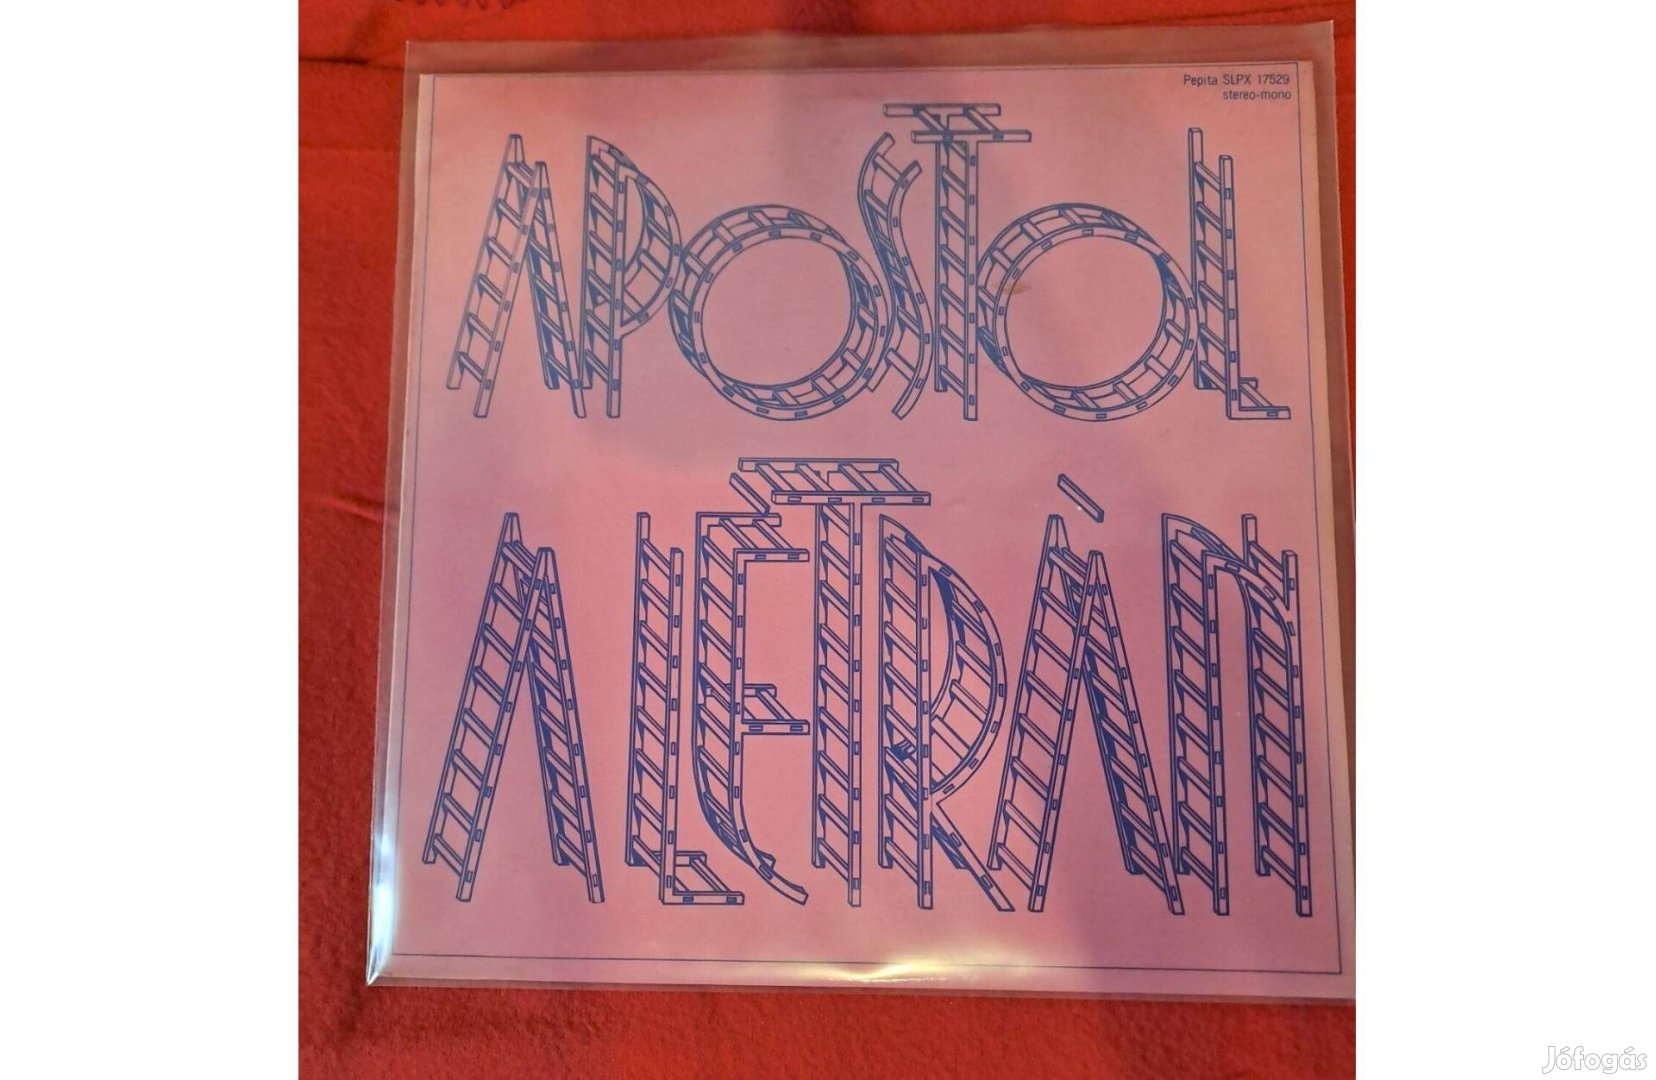 Pepita SLPX 17529
stereo-mono
APOSTOL
A LÉTRÁN
Jófogás